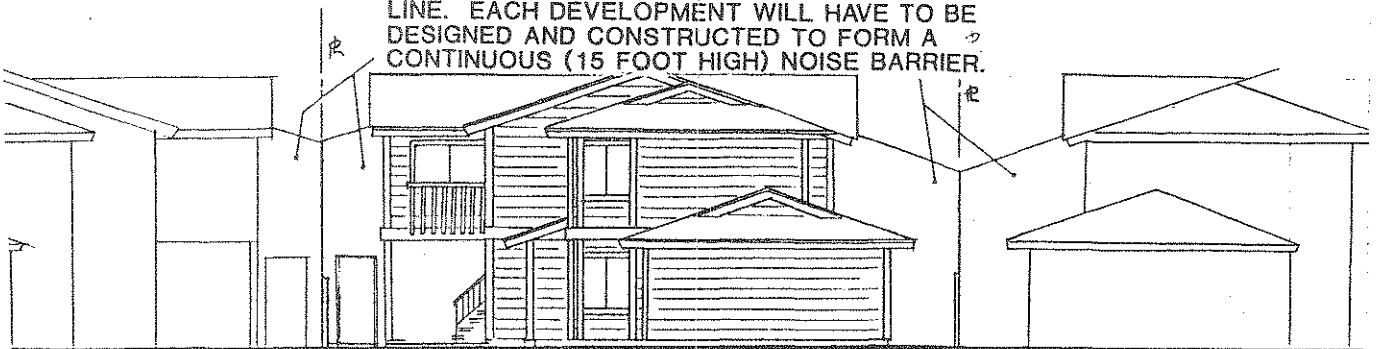 LINE. EACH DEVELOPMENT WILL HAVE TO BE
DESIGNED AND CONSTRUCTED TO FORM A
CONTINUOUS (15 FOOT HIGH) NOISE BARRIER.